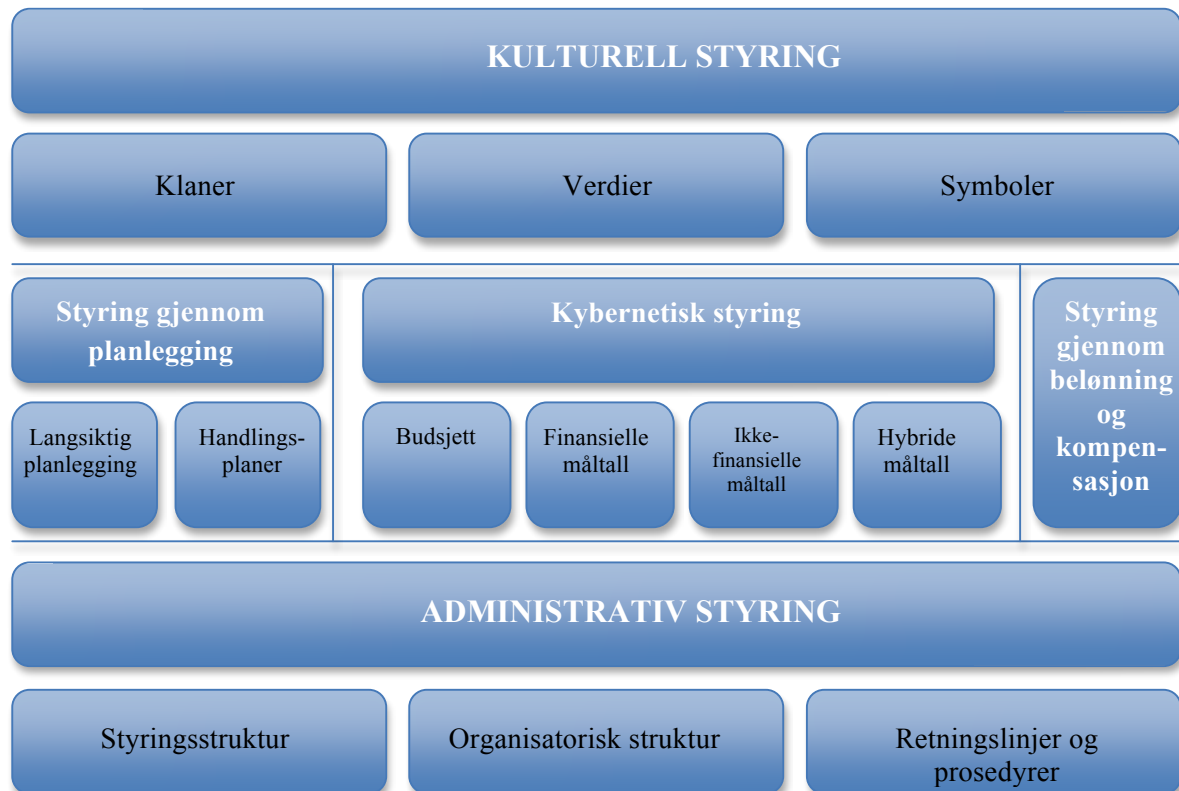 KULTURELL STYRING
Klaner
Verdier
Symboler
Styring gjennom
planlegging
Kybernetisk styring
Styring
gjennom
belønning
og
kompen-
sasjon
Langsiktig
planlegging
Handlings-
planer
Budsjett
Finansielle
måltall
Ikke-
finansielle
måltall
Hybride
måltall
ADMINISTRATIV STYRING
Styringsstruktur
Organisatorisk struktur
Retningslinjer og
prosedyrer